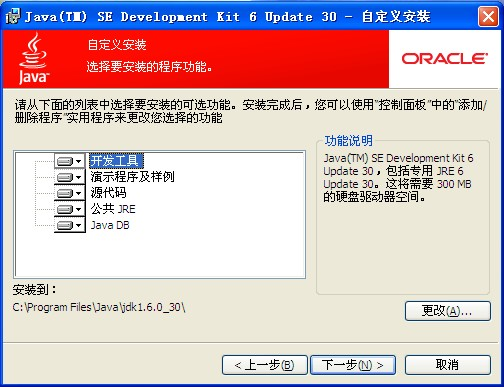 Java(TM) SE Development Kit 6 Update 30 - 自定义安装
自定义安装
选择要安装的程序功能。
Java™
ORACLE®
请从下面的列表中选择要安装的可选功能。安装完成后，您可以使用"控制面板"中的"添加/
删除程序"实用程序来更改您选择的功能
功能说明
开发工具
演示程序及样例
源代码
公共 JRE
Java DB
Java(TM) SE Development Kit 6
Update 30，包括专用 JRE 6
Update 30。这将需要 300 MB
的硬盘驱动器空间。
安装到：
C:\Program Files\Java\jdk1.6.0_30\
更改(A)...
< 上一步(B)
下一步(N) >
取消